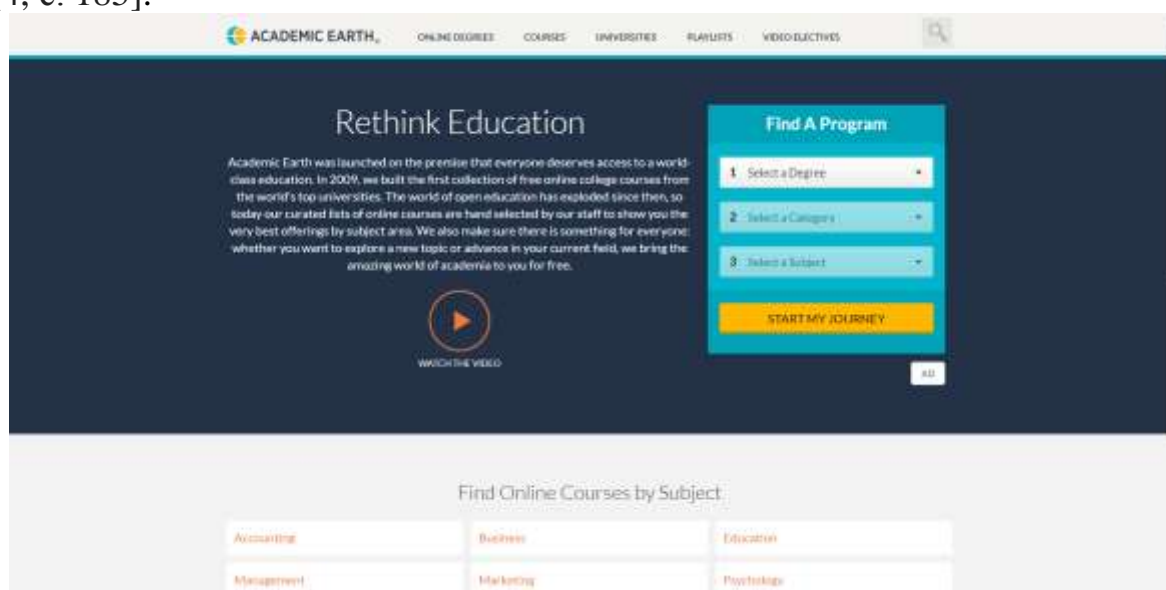 [4, с. 185].
ACADEMIC EARTH
ONLINE DEGREES COURSES UNIVERSITIES PLAYLISTS VIDEO ELECTIVES
Rethink Education
Academic Earth was launched on the premise that everyone deserves access to a world-
class education. In 2009, we built the first collection of free online college courses from
the world's top universities. The world of open education has exploded since then, so
today our curated lists of online courses are hand selected by our staff to show you the
very best offerings by subject area. We also make sure there is something for everyone:
whether you want to explore a new topic or advance in your current field, we bring the
amazing world of academia to you for free.
WATCH THE VIDEO
Find A Program
1 Select a Degree
2 Select a Category
3 Select a Subject
START MY JOURNEY
AD
Find Online Courses by Subject
Accounting Business Education
Management Marketing Psychology